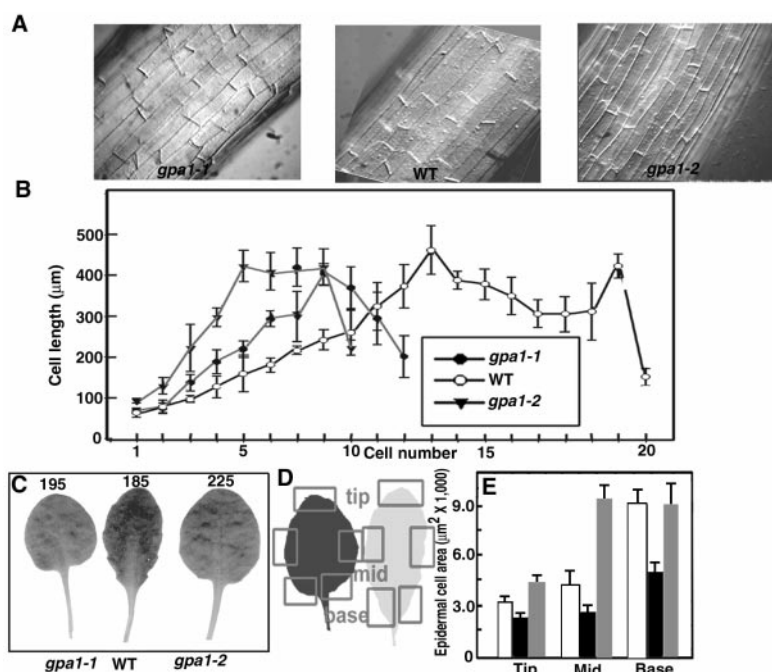 A
gpa1-1
WT
gpa1-2
B
Cell length (µm)
500
400
300
200
100
0
1
5
10
15
20
Cell number
gpa1-1
WT
gpa1-2
C
195
185
225
gpa1-1
WT
gpa1-2
D
tip
mid
base
E
Epidermal cell area (µm² X 1,000)
9.0
6.0
3.0
Tip
Mid
Base